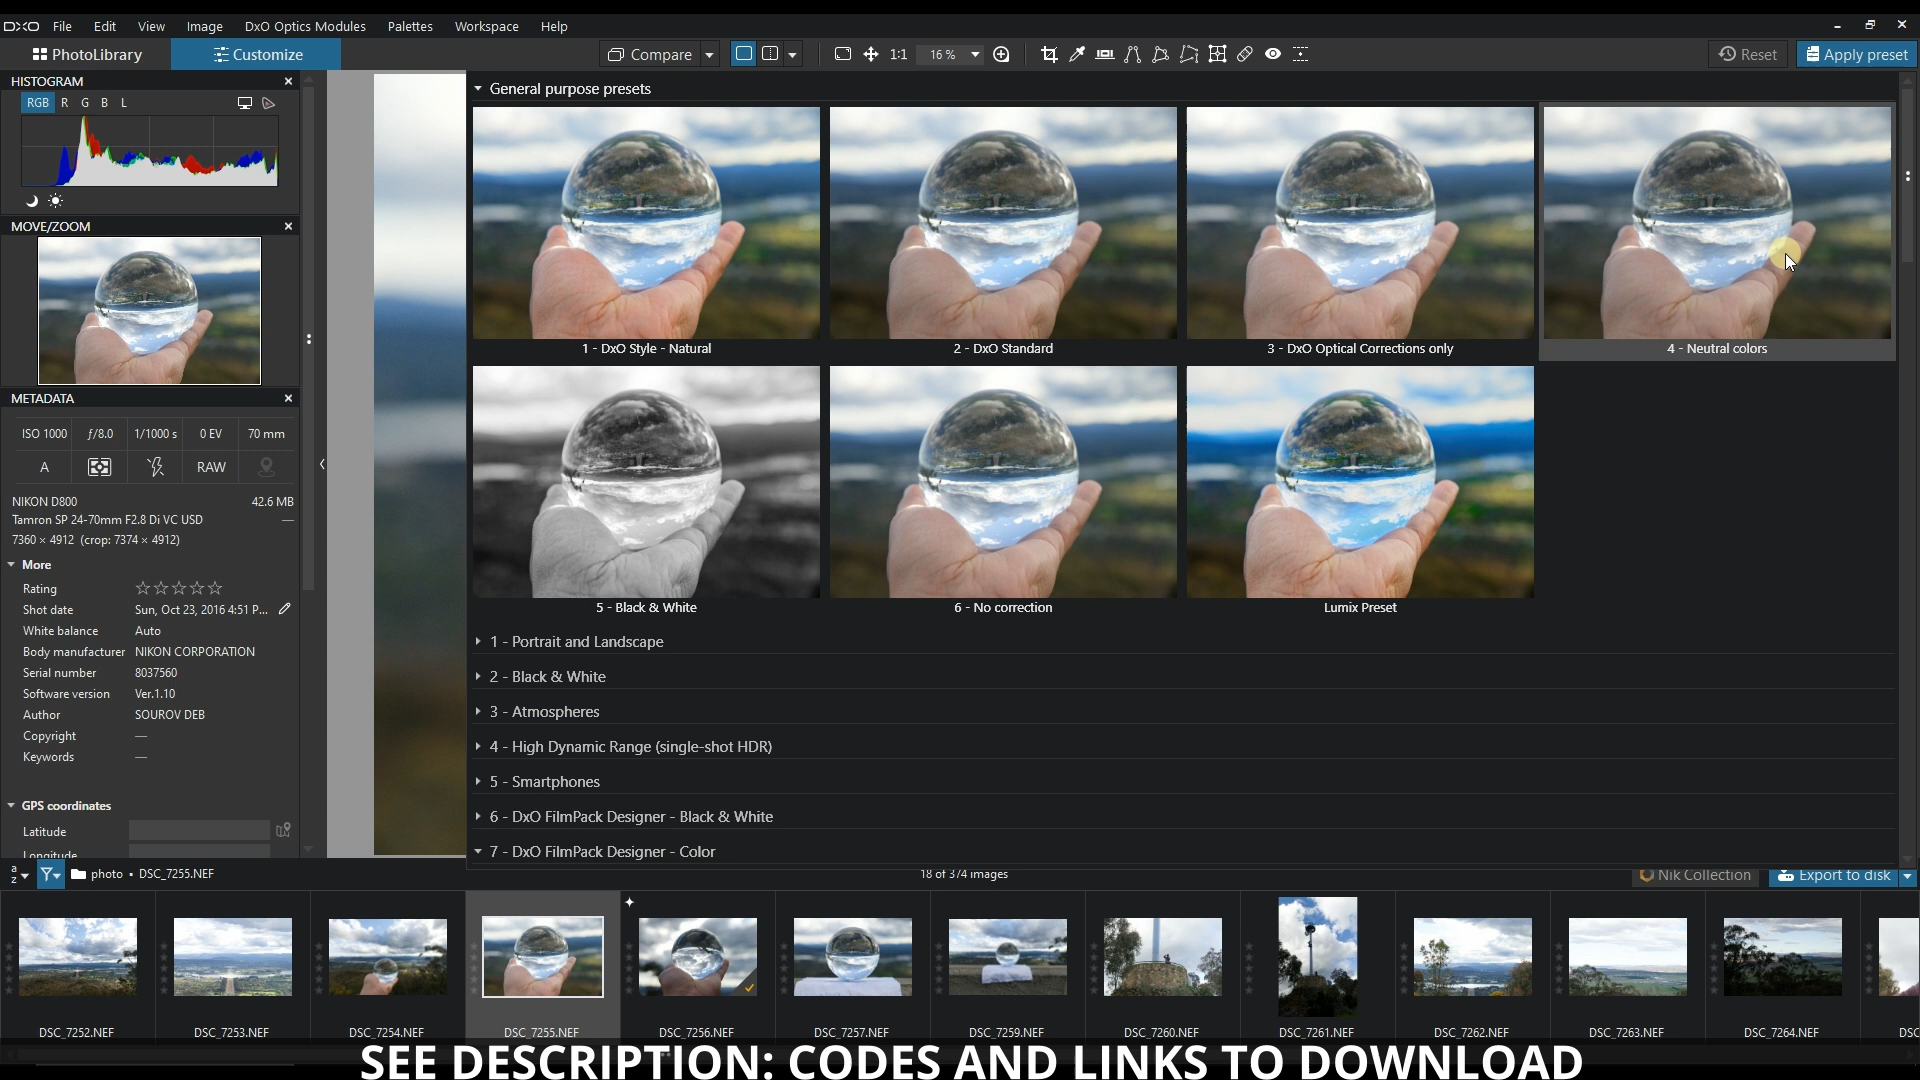 DXO File Edit View Image DxO Optics Modules Palettes Workspace Help
PhotoLibrary Customize Compare 1:1 16 % Reset Apply preset
HISTOGRAM
RGB R G B L
MOVE/ZOOM
METADATA
ISO 1000 ƒ/8.0 1/1000 s 0 EV 70 mm
A RAW
NIKON D800 42.6 MB
Tamron SP 24-70mm F2.8 Di VC USD —
7360 × 4912 (crop: 7374 × 4912)
More
Rating
Shot date Sun, Oct 23, 2016 4:51 P...
White balance Auto
Body manufacturer NIKON CORPORATION
Serial number 8037560
Software version Ver.1.10
Author SOUROV DEB
Copyright —
Keywords —
GPS coordinates
Latitude
Longitude
General purpose presets
1 - DxO Style - Natural
2 - DxO Standard
3 - DxO Optical Corrections only
4 - Neutral colors
5 - Black & White
6 - No correction
Lumix Preset
1 - Portrait and Landscape
2 - Black & White
3 - Atmospheres
4 - High Dynamic Range (single-shot HDR)
5 - Smartphones
6 - DxO FilmPack Designer - Black & White
7 - DxO FilmPack Designer - Color
a z photo • DSC_7255.NEF 18 of 374 images Nik Collection Export to disk
DSC_7252.NEF DSC_7253.NEF DSC_7254.NEF DSC_7255.NEF DSC_7256.NEF DSC_7257.NEF DSC_7259.NEF DSC_7260.NEF DSC_7261.NEF DSC_7262.NEF DSC_7263.NEF DSC_7264.NEF DSC
SEE DESCRIPTION: CODES AND LINKS TO DOWNLOAD